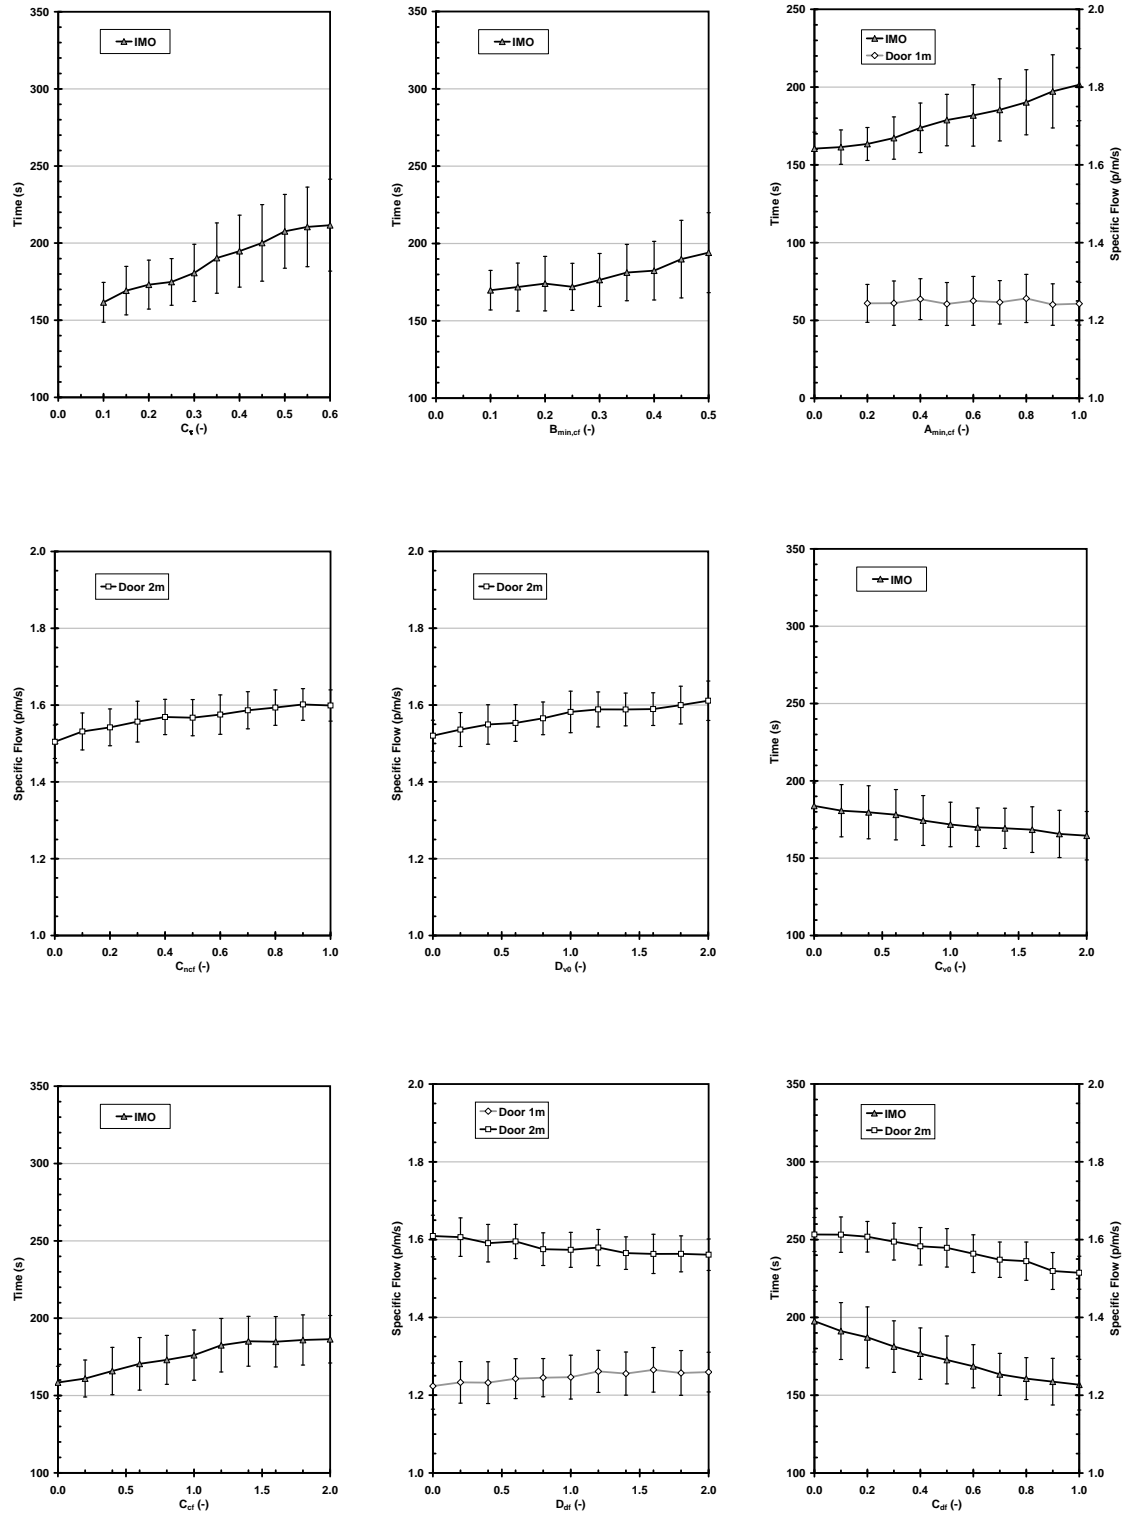 350
300
250
200
150
100
Time (s)
IMO
0.0 0.1 0.2 0.3 0.4 0.5 0.6
Cτ (-)
350
300
250
200
150
100
Time (s)
IMO
0.0 0.1 0.2 0.3 0.4 0.5
Bmin,cf (-)
250
200
150
100
50
0
Time (s)
IMO
Door 1m
2.0
1.8
1.6
1.4
1.2
1.0
Specific Flow (p/m/s)
0.0 0.2 0.4 0.6 0.8 1.0
Amin,cf (-)
2.0
1.8
1.6
1.4
1.2
1.0
Specific Flow (p/m/s)
Door 2m
0.0 0.2 0.4 0.6 0.8 1.0
Cncf (-)
2.0
1.8
1.6
1.4
1.2
1.0
Specific Flow (p/m/s)
Door 2m
0.0 0.5 1.0 1.5 2.0
Dv0 (-)
350
300
250
200
150
100
Time (s)
IMO
0.0 0.5 1.0 1.5 2.0
Cv0 (-)
350
300
250
200
150
100
Time (s)
IMO
0.0 0.5 1.0 1.5 2.0
Ccf (-)
2.0
1.8
1.6
1.4
1.2
1.0
Specific Flow (p/m/s)
Door 1m
Door 2m
0.0 0.5 1.0 1.5 2.0
Ddf (-)
350
300
250
200
150
100
Time (s)
IMO
Door 2m
2.0
1.8
1.6
1.4
1.2
1.0
Specific Flow (p/m/s)
0.0 0.2 0.4 0.6 0.8 1.0
Cdf (-)